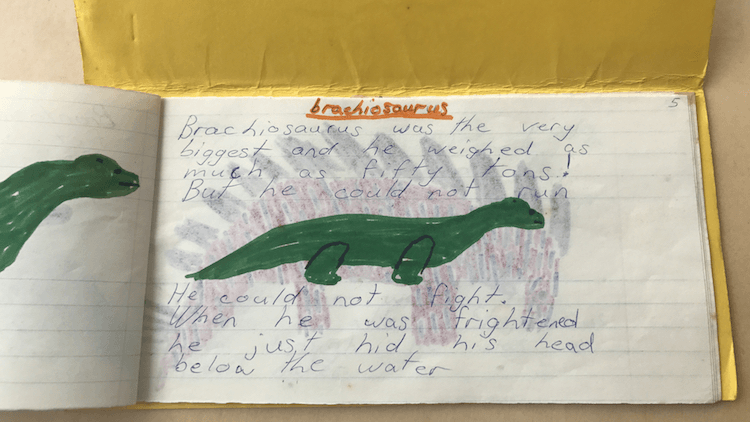 5
brachiosaurus
Brachiosaurus was the very
biggest and he weighed as
much as fifty tons!
But he could not run
He could not fight.
When he was frightened
he just hid his head
below the water